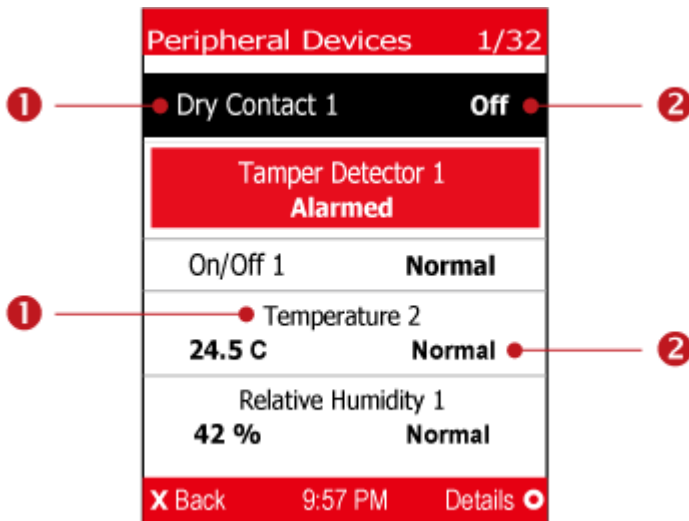 Peripheral Devices 1/32
1 Dry Contact 1 Off 2
Tamper Detector 1
Alarmed
On/Off 1 Normal
1 Temperature 2
24.5 C Normal 2
Relative Humidity 1
42 % Normal
X Back 9:57 PM Details O